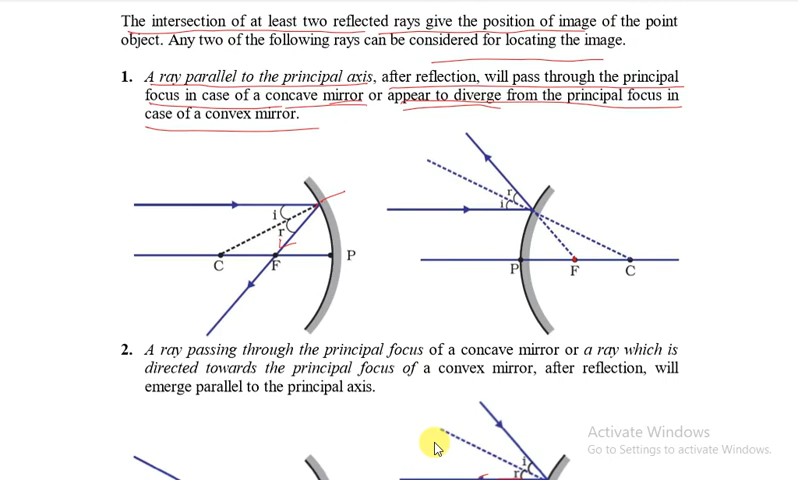 The intersection of at least two reflected rays give the position of image of the point
object. Any two of the following rays can be considered for locating the image.
1. A ray parallel to the principal axis, after reflection, will pass through the principal
focus in case of a concave mirror or appear to diverge from the principal focus in
case of a convex mirror.
i
r
C
F
P
r
i
P
F
C
2. A ray passing through the principal focus of a concave mirror or a ray which is
directed towards the principal focus of a convex mirror, after reflection, will
emerge parallel to the principal axis.
i
r
Activate Windows
Go to Settings to activate Windows.